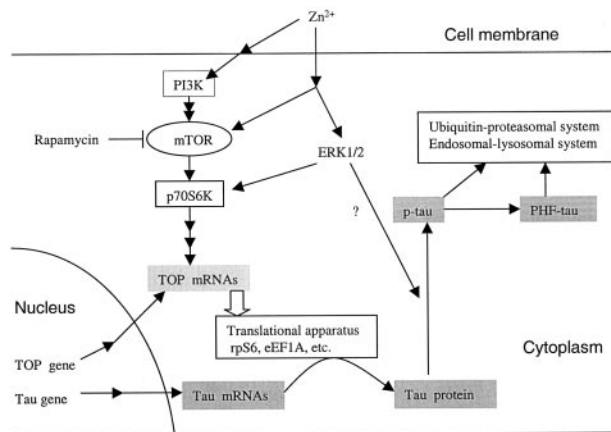 Zn²⁺
Cell membrane
PI3K
Rapamycin
mTOR
Ubiquitin-proteasomal system
Endosomal-lysosomal system
ERK1/2
p70S6K
?
p-tau
PHF-tau
TOP mRNAs
Nucleus
Translational apparatus
rpS6, eEF1A, etc.
Cytoplasm
TOP gene
Tau gene
Tau mRNAs
Tau protein